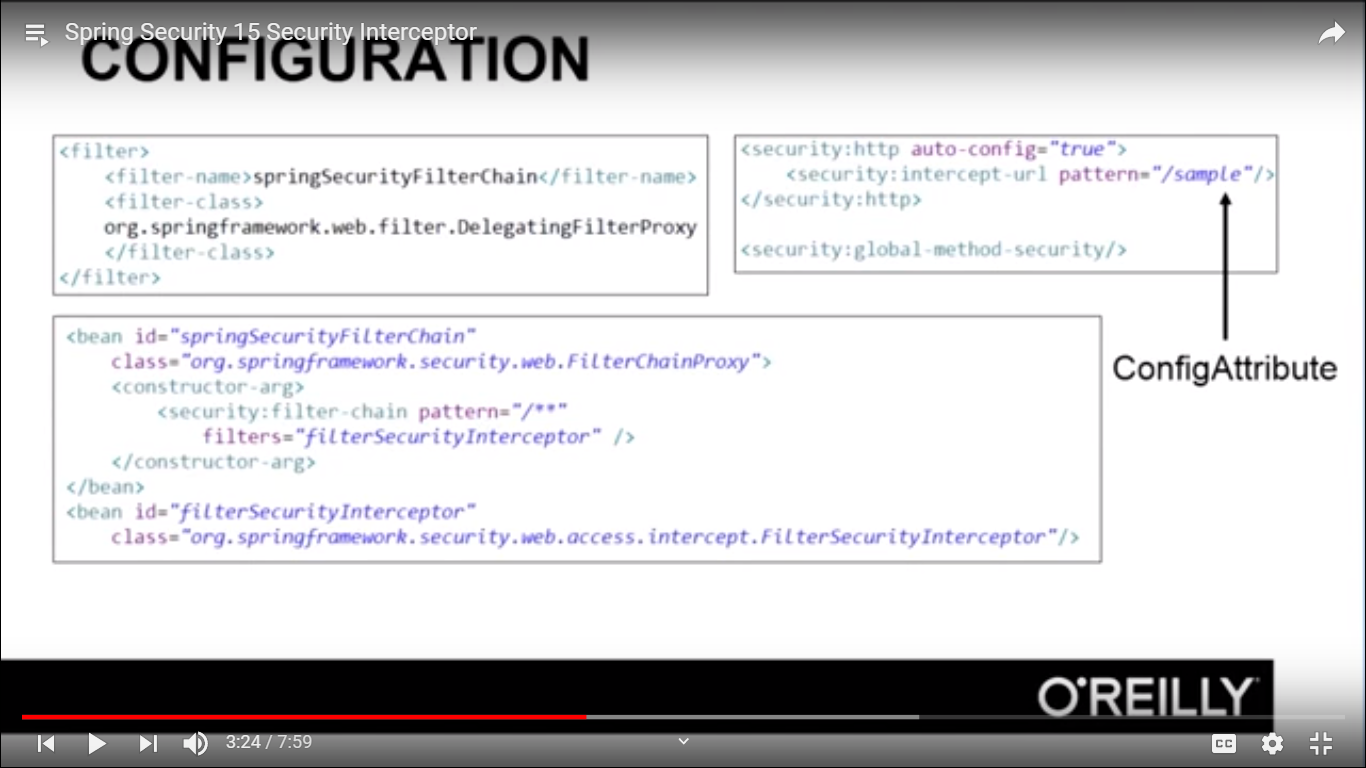 Spring Security 15 Security Interceptor
CONFIGURATION
<filter>
<filter-name>springSecurityFilterChain</filter-name>
<filter-class>
org.springframework.web.filter.DelegatingFilterProxy
</filter-class>
</filter>
<security:http auto-config="true">
<security:intercept-url pattern="/sample"/>
</security:http>
<security:global-method-security/>
ConfigAttribute
<bean id="springSecurityFilterChain"
class="org.springframework.security.web.FilterChainProxy">
<constructor-arg>
<security:filter-chain pattern="/**"
filters="filterSecurityInterceptor" />
</constructor-arg>
</bean>
<bean id="filterSecurityInterceptor"
class="org.springframework.security.web.access.intercept.FilterSecurityInterceptor"/>
O'REILLY
3:24 / 7:59
CC